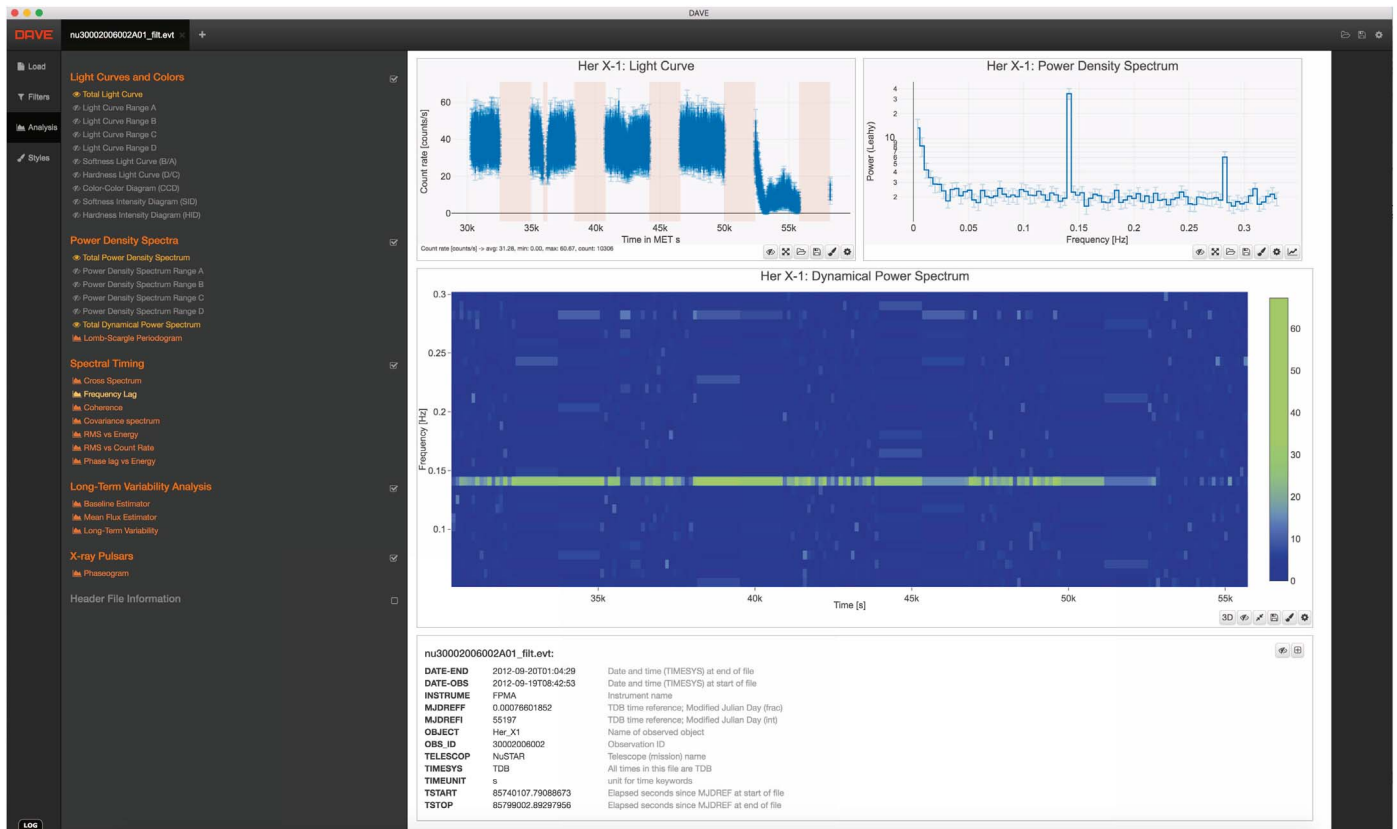 DAVE
DAVE
nu30002006002A01_filt.evt × +
Load
Filters
Analysis
Styles
LOG
Light Curves and Colors
Total Light Curve
Light Curve Range A
Light Curve Range B
Light Curve Range C
Light Curve Range D
Softness Light Curve (B/A)
Hardness Light Curve (D/C)
Color-Color Diagram (CCD)
Softness Intensity Diagram (SID)
Hardness Intensity Diagram (HID)
Power Density Spectra
Total Power Density Spectrum
Power Density Spectrum Range A
Power Density Spectrum Range B
Power Density Spectrum Range C
Power Density Spectrum Range D
Total Dynamical Power Spectrum
Lomb-Scargle Periodogram
Spectral Timing
Cross Spectrum
Frequency Lag
Coherence
Covariance spectrum
RMS vs Energy
RMS vs Count Rate
Phase lag vs Energy
Long-Term Variability Analysis
Baseline Estimator
Mean Flux Estimator
Long-Term Variability
X-ray Pulsars
Phaseogram
Header File Information
Her X-1: Light Curve
Count rate [counts/s]
60
40
20
0
30k 35k 40k 45k 50k 55k
Time in MET s
Count rate [counts/s] -> avg: 31.26, min: 0.00, max: 60.67, count: 10306
Her X-1: Power Density Spectrum
Power (Leahy)
4
3
2
10
6
5
4
3
2
0 0.05 0.1 0.15 0.2 0.25 0.3
Frequency [Hz]
Her X-1: Dynamical Power Spectrum
Frequency [Hz]
0.3
0.25
0.2
0.15
0.1
35k 40k 45k 50k 55k
Time [s]
60
50
40
30
20
10
0
3D
nu30002006002A01_filt.evt:
DATE-END 2012-09-20T01:04:29 Date and time (TIMESYS) at end of file
DATE-OBS 2012-09-19T08:42:53 Date and time (TIMESYS) at start of file
INSTRUME FPMA Instrument name
MJDREFF 0.00076601852 TDB time reference; Modified Julian Day (frac)
MJDREFI 55197 TDB time reference; Modified Julian Day (int)
OBJECT Her_X1 Name of observed object
OBS_ID 30002006002 Observation ID
TELESCOP NuSTAR Telescope (mission) name
TIMESYS TDB All times in this file are TDB
TIMEUNIT s unit for time keywords
TSTART 85740107.79088673 Elapsed seconds since MJDREF at start of file
TSTOP 85799002.89297956 Elapsed seconds since MJDREF at end of file